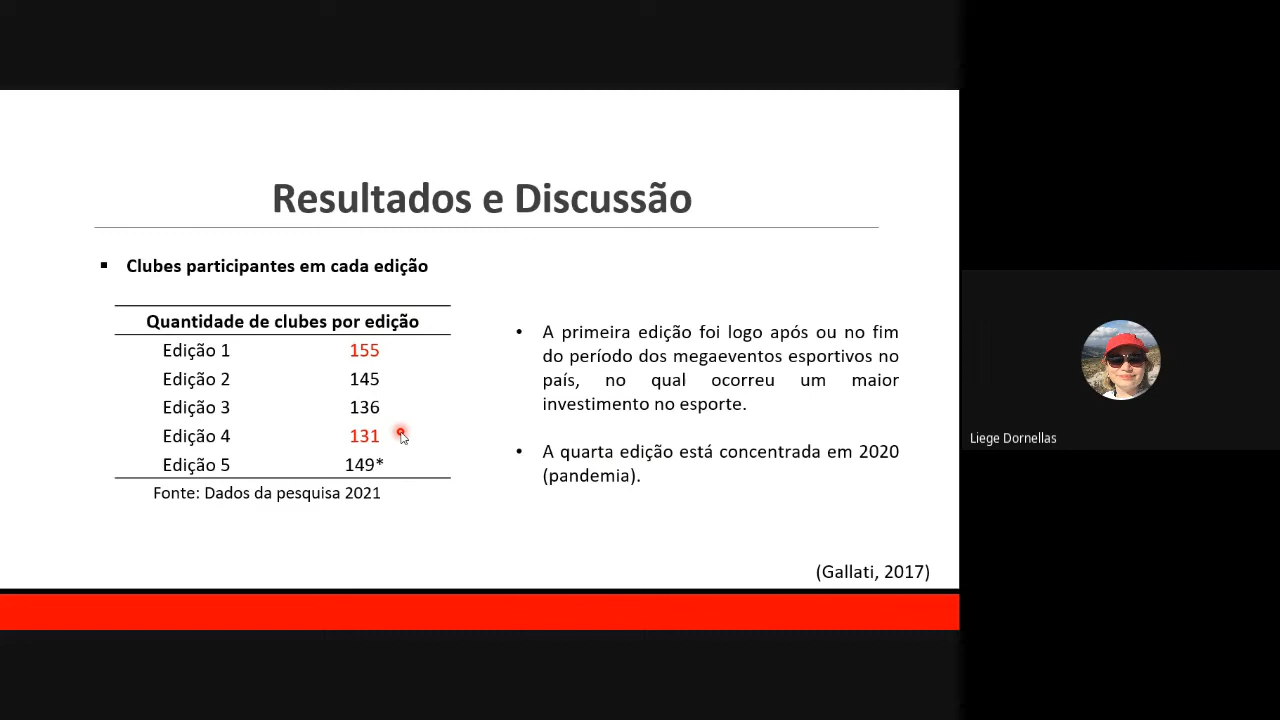 Resultados e Discussão
▪ Clubes participantes em cada edição
Quantidade de clubes por edição
Edição 1 155
Edição 2 145
Edição 3 136
Edição 4 131
Edição 5 149*
Fonte: Dados da pesquisa 2021
• A primeira edição foi logo após ou no fim
do período dos megaeventos esportivos no
país, no qual ocorreu um maior
investimento no esporte.
• A quarta edição está concentrada em 2020
(pandemia).
(Gallati, 2017)
Liege Dornellas